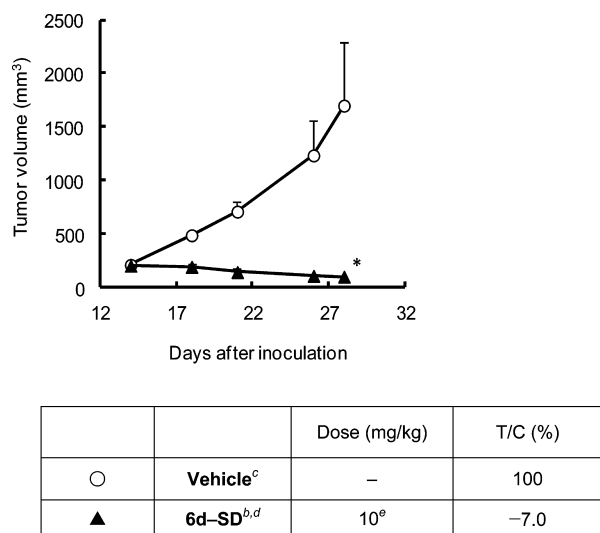 2500
2000
1500
1000
500
0
Tumor volume (mm³)
*
12 17 22 27 32
Days after inoculation
Dose (mg/kg) T/C (%)
○ Vehicleᶜ – 100
▲ 6d–SDᵇ,ᵈ 10ᵉ −7.0